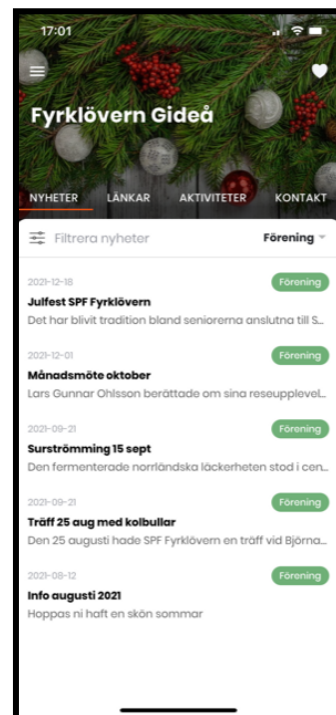 17:01
Fyrklövern Gideå
NYHETER LÄNKAR AKTIVITETER KONTAKT
Filtrera nyheter Förening
2021-12-18 Förening
Julfest SPF Fyrklövern
Det har blivit tradition bland seniorerna anslutna till S...
2021-12-01 Förening
Månadsmöte oktober
Lars Gunnar Ohlsson berättade om sina reseupplevel...
2021-09-21 Förening
Surströmming 15 sept
Den fermenterade norrländska läckerheten stod i cen...
2021-09-21 Förening
Träff 25 aug med kolbullar
Den 25 augusti hade SPF Fyrklövern en träff vid Björna...
2021-08-12 Förening
Info augusti 2021
Hoppas ni haft en skön sommar